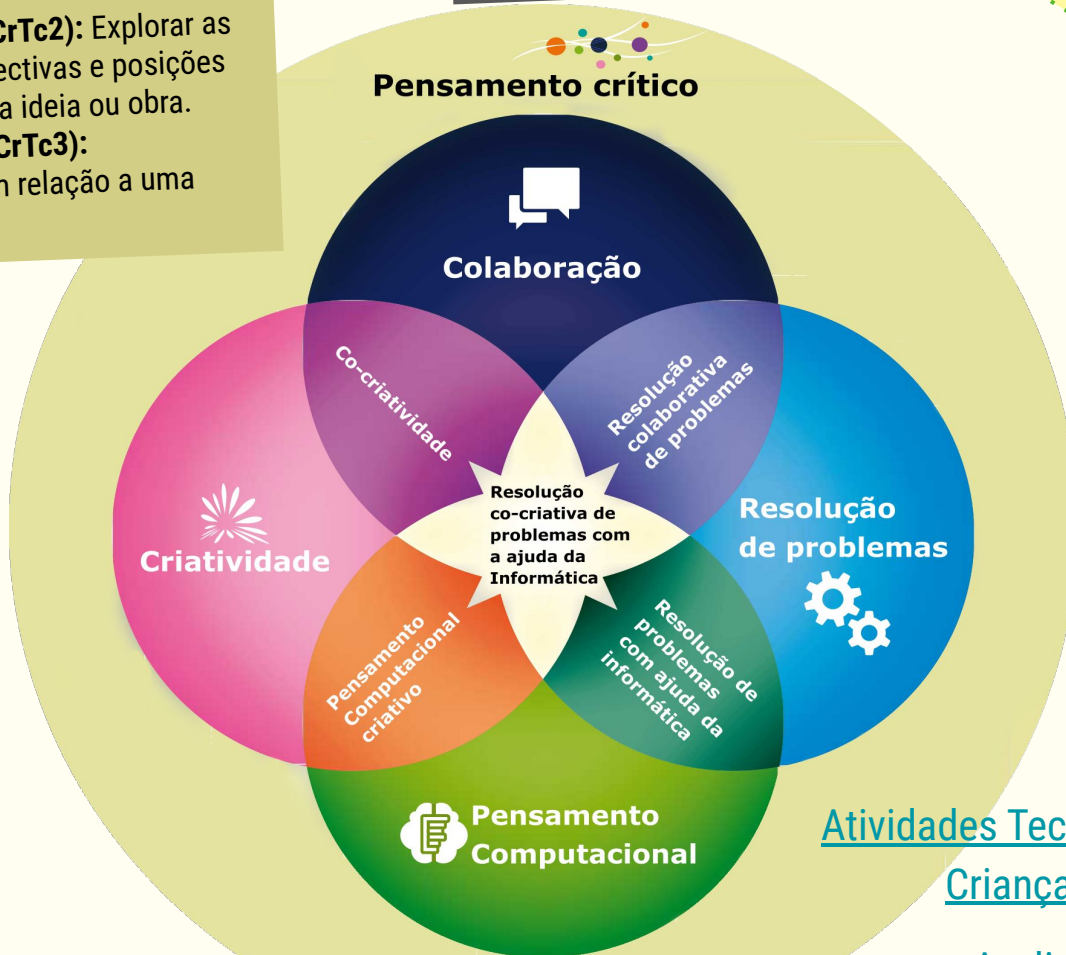 CrTc2): Explorar as
ectivas e posições
a ideia ou obra.
CrTc3):
relação a uma
Pensamento crítico
Colaboração
Co-criatividade
Resolução
colaborativa
de problemas
Criatividade
Resolução
co-criativa de
problemas com
a ajuda da
Informática
Resolução
de problemas
Pensamento
Computacional
criativo
Resolução de
problemas
com ajuda da
informática
Pensamento
Computacional
Atividades Tec
Criança